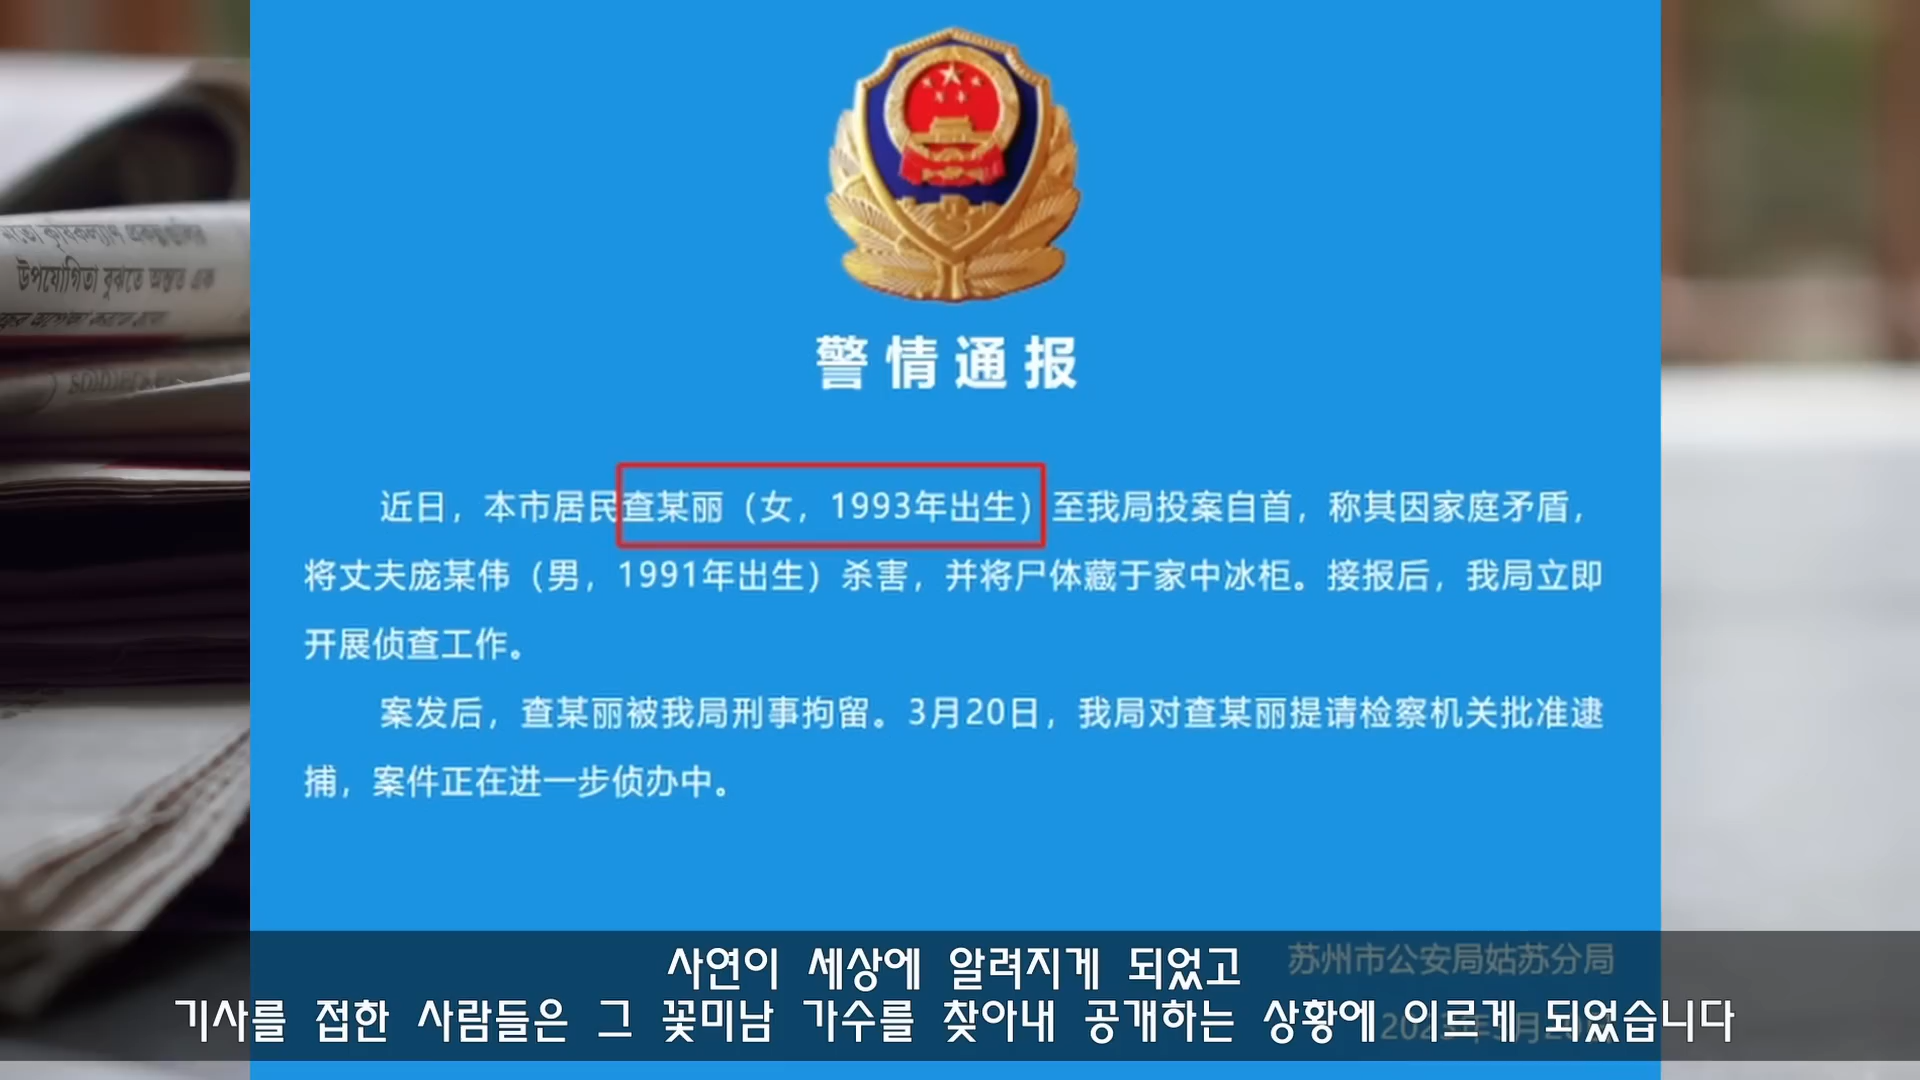 উপযোগিতা বুঝতে অন্তত এক
警情通报
近日，本市居民查某丽（女，1993年出生）至我局投案自首，称其因家庭矛盾，
将丈夫庞某伟（男，1991年出生）杀害，并将尸体藏于家中冰柜。接报后，我局立即
开展侦查工作。
案发后，查某丽被我局刑事拘留。3月20日，我局对查某丽提请检察机关批准逮
捕，案件正在进一步侦办中。
苏州市公安局姑苏分局
사연이 세상에 알려지게 되었고
기사를 접한 사람들은 그 꽃미남 가수를 찾아내 공개하는 상황에 이르게 되었습니다